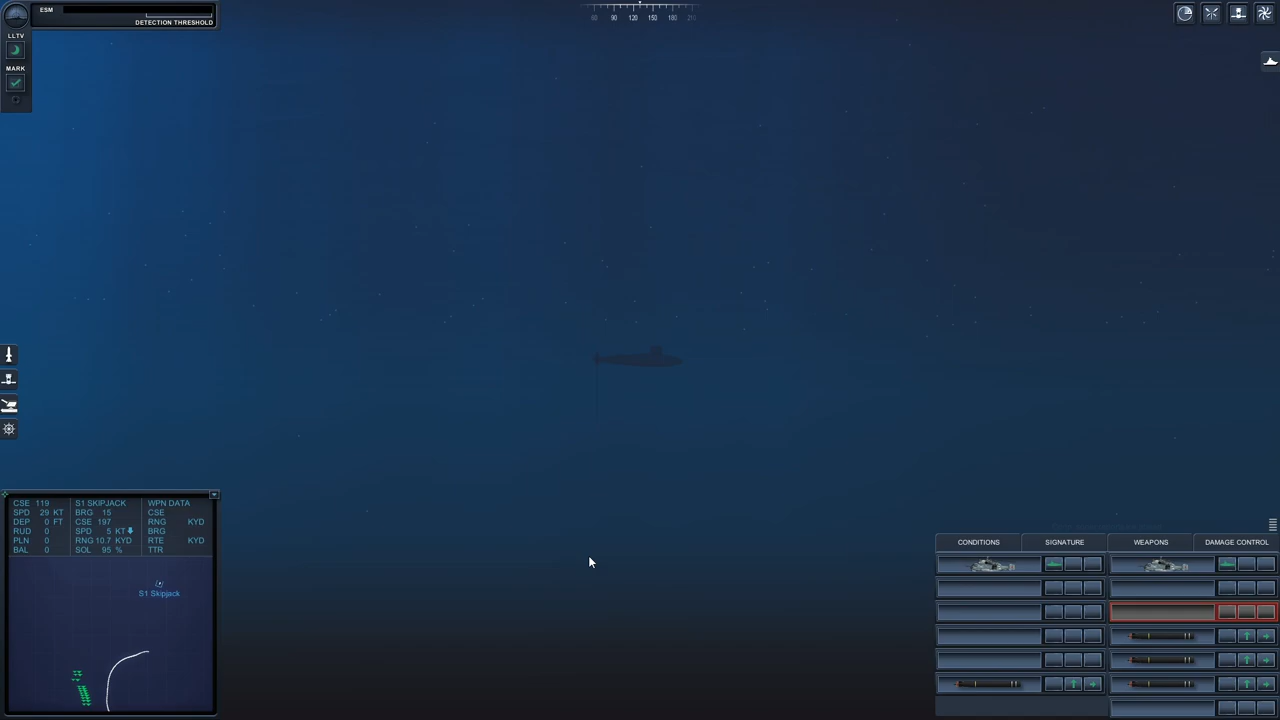 ESM
DETECTION THRESHOLD
LLTV
MARK
60 90 120 150 180 210
CSE 119 S1 SKIPJACK WPN DATA
SPD 29 KT BRG 15 CSE
DEP 0 FT CSE 197 RNG KYD
RUD 0 SPD 5 KT BRG
PLN 0 RNG 10.7 KYD RTE KYD
BAL 0 SOL 95 % TTR
S1 Skipjack
CONDITIONS SIGNATURE WEAPONS DAMAGE CONTROL